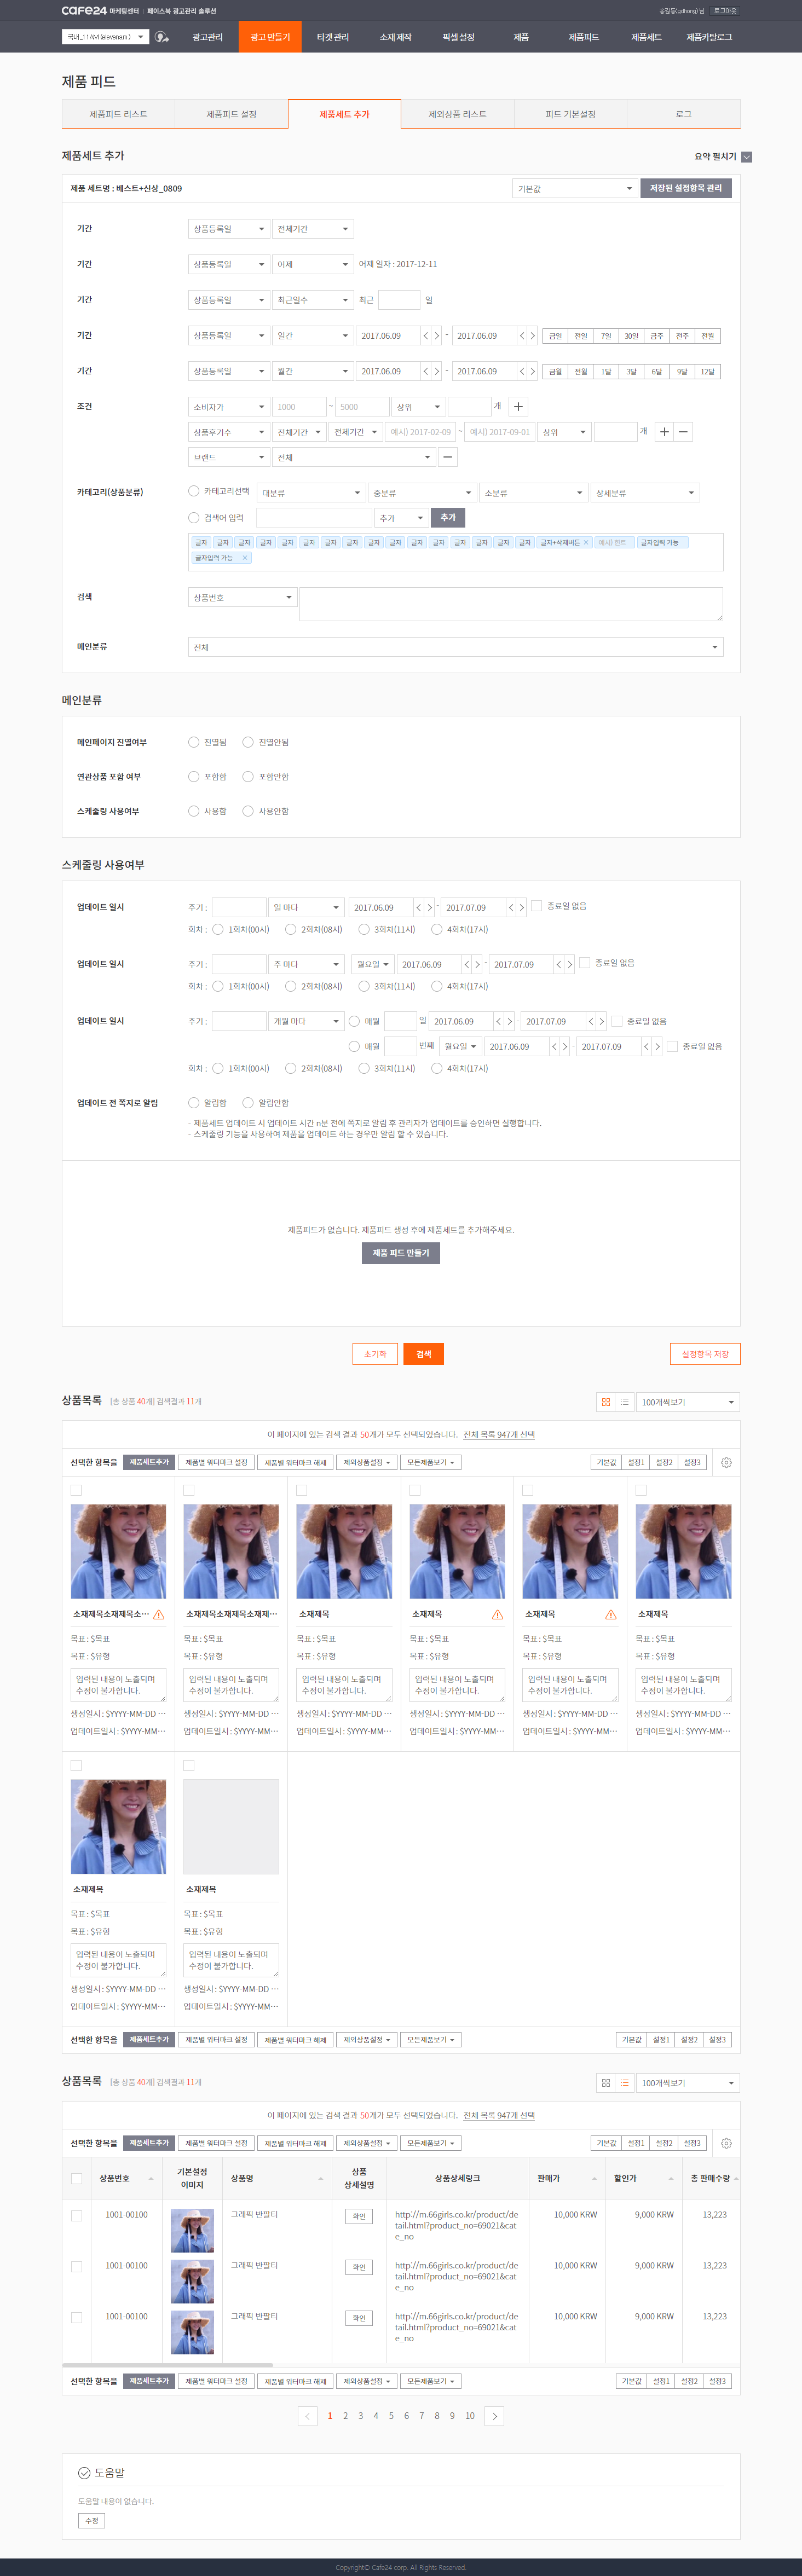 cafe24 마케팅센터 | 페이스북 광고관리 솔루션
홍길동(gdhong)님 로그아웃
국내_11AM (elevenam) 광고관리 광고 만들기 타겟 관리 소재 제작 픽셀 설정 제품 제품피드 제품세트 제품카탈로그
제품 피드
제품피드 리스트 제품피드 설정 제품세트 추가 제외상품 리스트 피드 기본설정 로그
제품세트 추가 요약 펼치기
제품 세트명 : 베스트+신상_0809 기본값 저장된 설정항목 관리
기간 상품등록일 전체기간
기간 상품등록일 어제 어제 일자 : 2017-12-11
기간 상품등록일 최근일수 최근 일
기간 상품등록일 일간 2017.06.09 - 2017.06.09 금일 전일 7일 30일 금주 전주 전월
기간 상품등록일 월간 2017.06.09 - 2017.06.09 금월 전월 1달 3달 6달 9달 12달
조건 소비자가 1000 ~ 5000 상위 개
상품후기수 전체기간 전체기간 예시) 2017-02-09 ~ 예시) 2017-09-01 상위 개
브랜드 전체
카테고리(상품분류) 카테고리선택 대분류 중분류 소분류 상세분류
검색어 입력 추가 추가
글자 글자 글자 글자 글자 글자 글자 글자 글자 글자 글자 글자 글자 글자 글자 글자 글자+삭제버튼 예시) 힌트 글자입력 가능
글자입력 가능
검색 상품번호
메인분류 전체
메인분류
메인페이지 진열여부 진열됨 진열안됨
연관상품 포함 여부 포함함 포함안함
스케줄링 사용여부 사용함 사용안함
스케줄링 사용여부
업데이트 일시 주기 : 일 마다 2017.06.09 - 2017.07.09 종료일 없음
회차 : 1회차(00시) 2회차(08시) 3회차(11시) 4회차(17시)
업데이트 일시 주기 : 주 마다 월요일 2017.06.09 - 2017.07.09 종료일 없음
회차 : 1회차(00시) 2회차(08시) 3회차(11시) 4회차(17시)
업데이트 일시 주기 : 개월 마다 매월 일 2017.06.09 - 2017.07.09 종료일 없음
매월 번째 월요일 2017.06.09 - 2017.07.09 종료일 없음
회차 : 1회차(00시) 2회차(08시) 3회차(11시) 4회차(17시)
업데이트 전 쪽지로 알림 알림함 알림안함
- 제품세트 업데이트 시 업데이트 시간 n분 전에 쪽지로 알림 후 관리자가 업데이트를 승인하면 실행합니다.
- 스케줄링 기능을 사용하여 제품을 업데이트 하는 경우만 알림 할 수 있습니다.
제품피드가 없습니다. 제품피드 생성 후에 제품세트를 추가해주세요.
제품 피드 만들기
초기화 검색 설정항목 저장
상품목록 [총 상품 40개] 검색결과 11개 100개씩보기
이 페이지에 있는 검색 결과 50개가 모두 선택되었습니다. 전체 목록 947개 선택
선택한 항목을 제품세트추가 제품별 워터마크 설정 제품별 워터마크 해제 제외상품설정 모든제품보기 기본값 설정1 설정2 설정3
소재제목소재제목소… 소재제목소재제목소재제… 소재제목 소재제목 소재제목 소재제목
목표 : $목표 목표 : $목표 목표 : $목표 목표 : $목표 목표 : $목표 목표 : $목표
목표 : $유형 목표 : $유형 목표 : $유형 목표 : $유형 목표 : $유형 목표 : $유형
입력된 내용이 노출되며 입력된 내용이 노출되며 입력된 내용이 노출되며 입력된 내용이 노출되며 입력된 내용이 노출되며 입력된 내용이 노출되며
수정이 불가합니다. 수정이 불가합니다. 수정이 불가합니다. 수정이 불가합니다. 수정이 불가합니다. 수정이 불가합니다.
생성일시 : $YYYY-MM-DD … 생성일시 : $YYYY-MM-DD … 생성일시 : $YYYY-MM-DD … 생성일시 : $YYYY-MM-DD … 생성일시 : $YYYY-MM-DD … 생성일시 : $YYYY-MM-DD …
업데이트일시 : $YYYY-MM… 업데이트일시 : $YYYY-MM… 업데이트일시 : $YYYY-MM… 업데이트일시 : $YYYY-MM… 업데이트일시 : $YYYY-MM… 업데이트일시 : $YYYY-MM…
소재제목 소재제목
목표 : $목표 목표 : $목표
목표 : $유형 목표 : $유형
입력된 내용이 노출되며 입력된 내용이 노출되며
수정이 불가합니다. 수정이 불가합니다.
생성일시 : $YYYY-MM-DD … 생성일시 : $YYYY-MM-DD …
업데이트일시 : $YYYY-MM… 업데이트일시 : $YYYY-MM…
선택한 항목을 제품세트추가 제품별 워터마크 설정 제품별 워터마크 해제 제외상품설정 모든제품보기 기본값 설정1 설정2 설정3
상품목록 [총 상품 40개] 검색결과 11개 100개씩보기
이 페이지에 있는 검색 결과 50개가 모두 선택되었습니다. 전체 목록 947개 선택
선택한 항목을 제품세트추가 제품별 워터마크 설정 제품별 워터마크 해제 제외상품설정 모든제품보기 기본값 설정1 설정2 설정3
상품번호 기본설정 이미지 상품명 상품 상세설명 상품상세링크 판매가 할인가 총 판매수량
1001-00100 그래픽 반팔티 확인 http://m.66girls.co.kr/product/de 10,000 KRW 9,000 KRW 13,223
tail.html?product_no=69021&cat
e_no
1001-00100 그래픽 반팔티 확인 http://m.66girls.co.kr/product/de 10,000 KRW 9,000 KRW 13,223
tail.html?product_no=69021&cat
e_no
1001-00100 그래픽 반팔티 확인 http://m.66girls.co.kr/product/de 10,000 KRW 9,000 KRW 13,223
tail.html?product_no=69021&cat
e_no
선택한 항목을 제품세트추가 제품별 워터마크 설정 제품별 워터마크 해제 제외상품설정 모든제품보기 기본값 설정1 설정2 설정3
1 2 3 4 5 6 7 8 9 10
도움말
도움말 내용이 없습니다.
수정
Copyright© Cafe24 corp. All Rights Reserved.